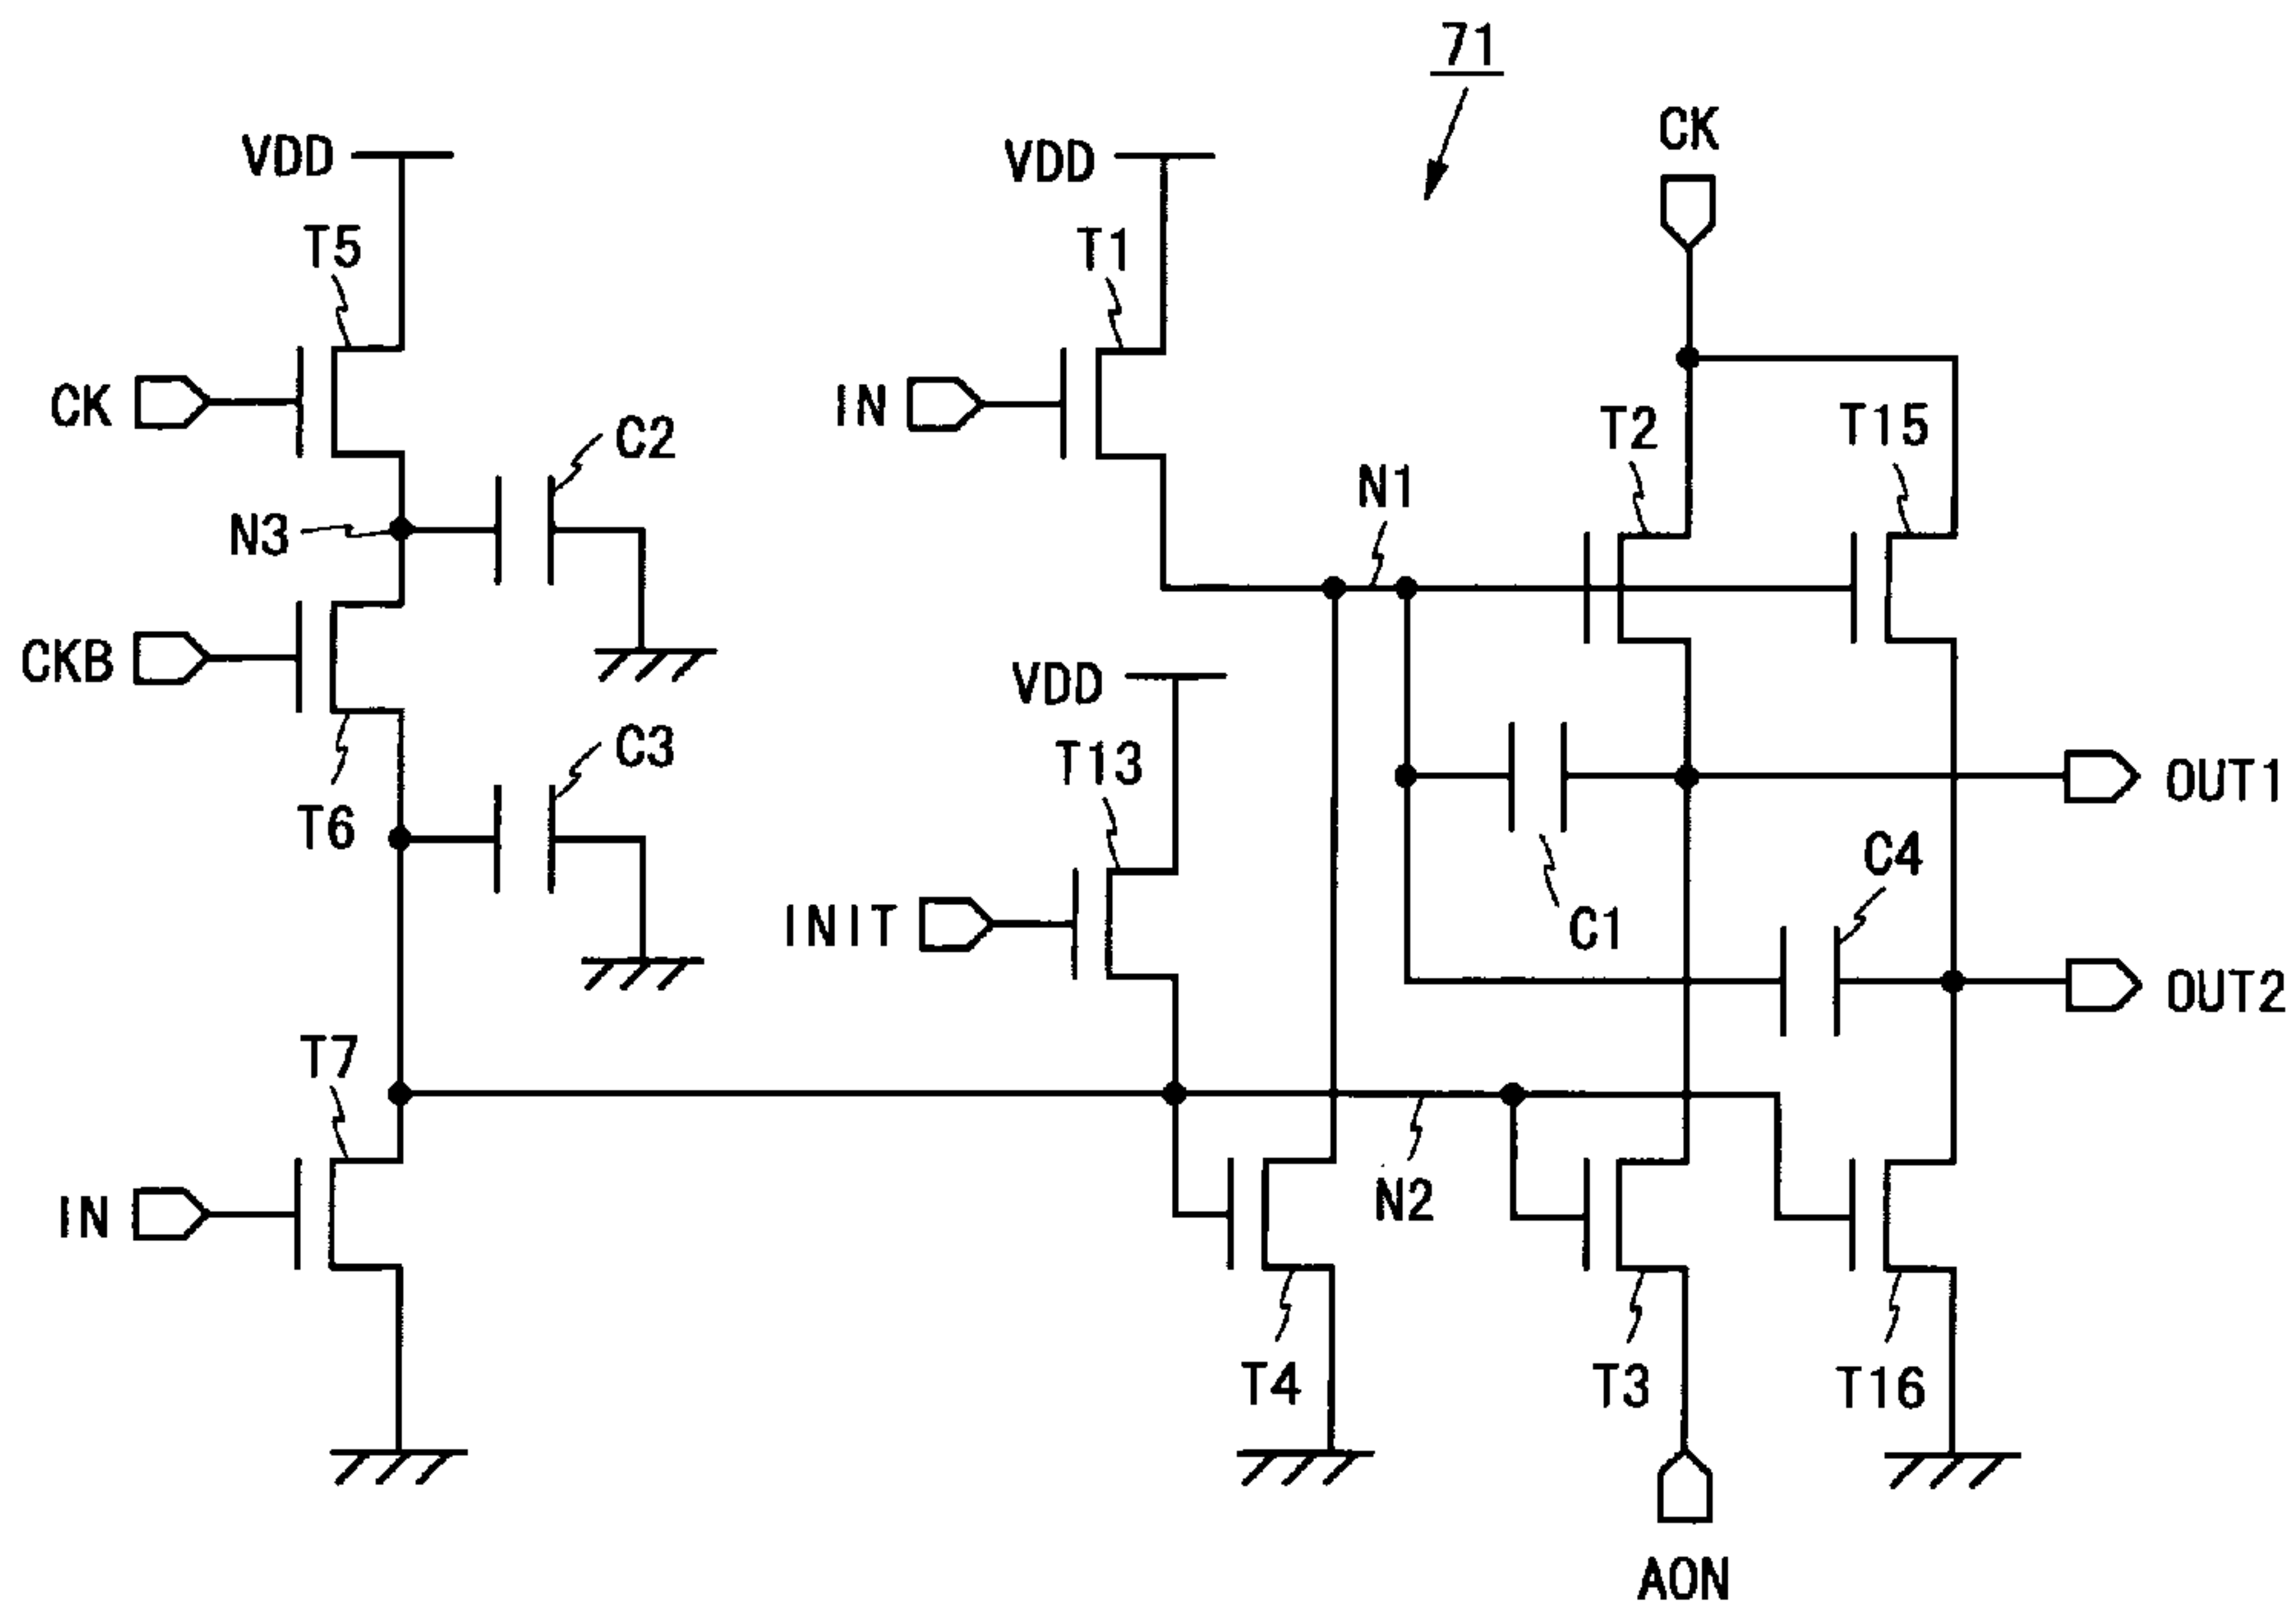 71
CK
VDD
VDD
T5
T1
CK
IN
C2
T2
T15
N1
N3
CKB
VDD
C3
T13
T6
OUT1
C4
INIT
C1
OUT2
T7
N2
IN
T4
T3
T16
AON